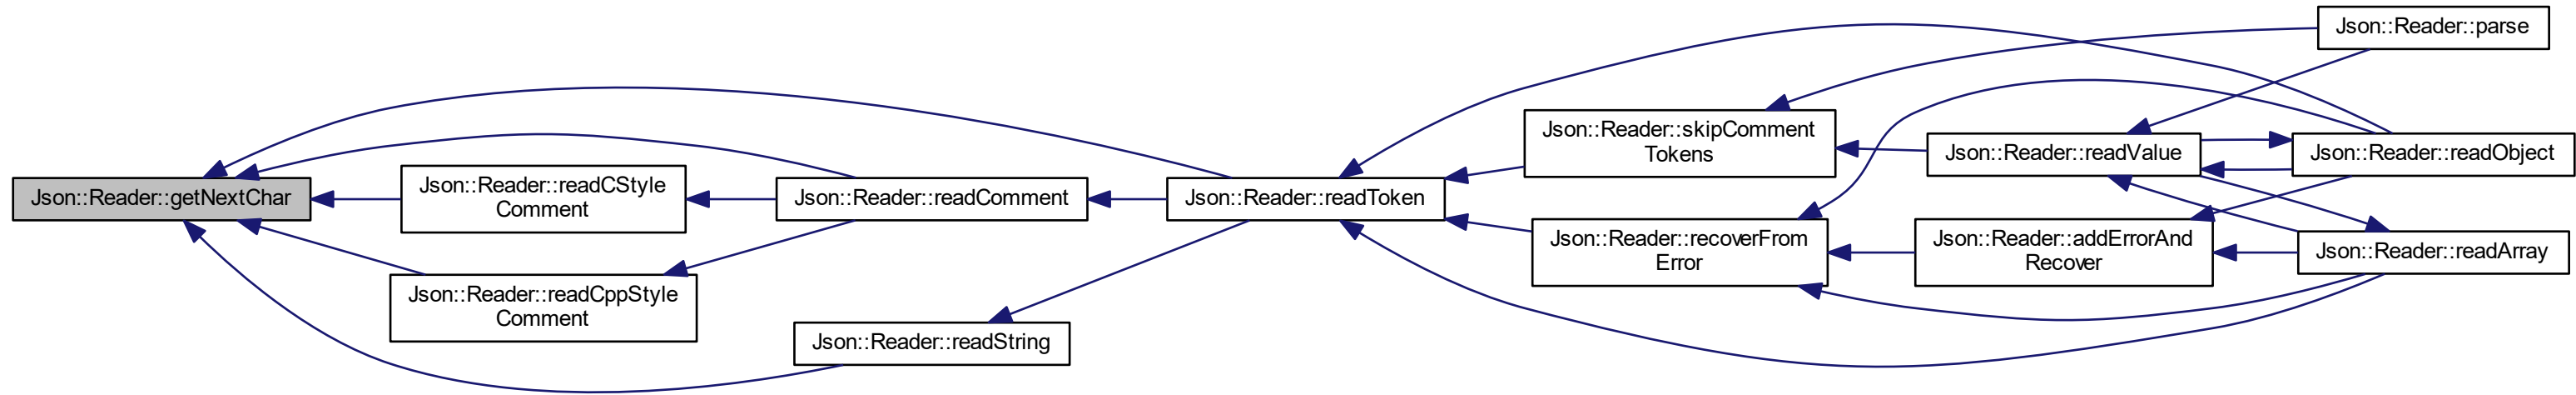 Json::Reader::getNextChar
Json::Reader::readCStyle
Comment
Json::Reader::readCppStyle
Comment
Json::Reader::readComment
Json::Reader::readString
Json::Reader::readToken
Json::Reader::skipComment
Tokens
Json::Reader::recoverFrom
Error
Json::Reader::readValue
Json::Reader::addErrorAnd
Recover
Json::Reader::parse
Json::Reader::readObject
Json::Reader::readArray